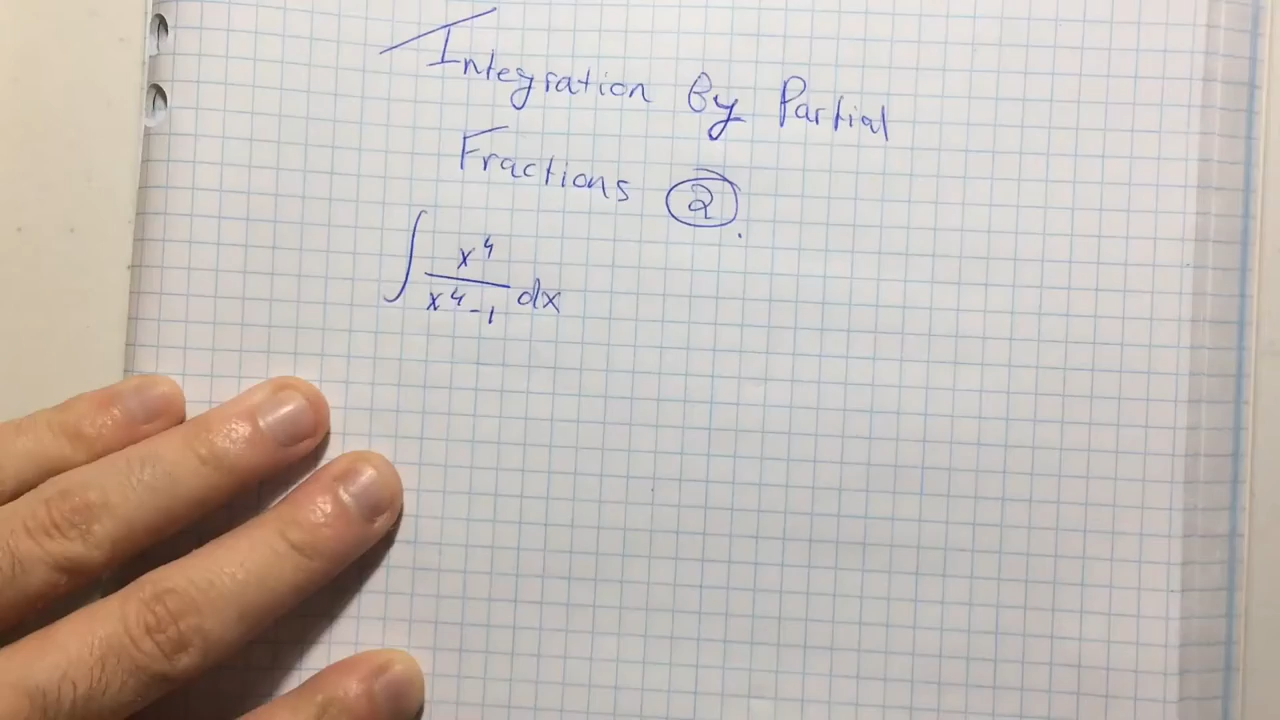 Integration By Partial
Fractions ②.
∫ x⁴/(x⁴-1) dx